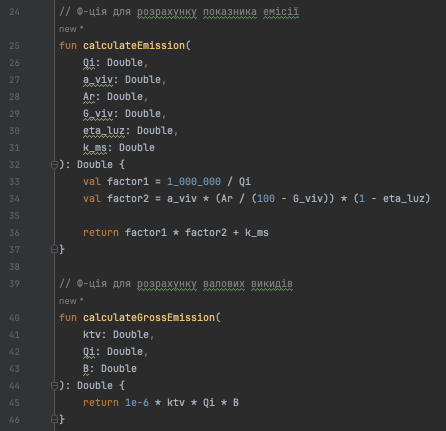 24 // Ф-ція для розрахунку показника емісії
new *
25 fun calculateEmission(
26 Qi: Double,
27 a_viv: Double,
28 Ar: Double,
29 G_viv: Double,
30 eta_luz: Double,
31 k_ms: Double
32 ): Double {
33 val factor1 = 1_000_000 / Qi
34 val factor2 = a_viv * (Ar / (100 - G_viv)) * (1 - eta_luz)
35
36 return factor1 * factor2 + k_ms
37 }
38
39 // Ф-ція для розрахунку валових викидів
new *
40 fun calculateGrossEmission(
41 ktv: Double,
42 Qi: Double,
43 B: Double
44 ): Double {
45 return 1e-6 * ktv * Qi * B
46 }